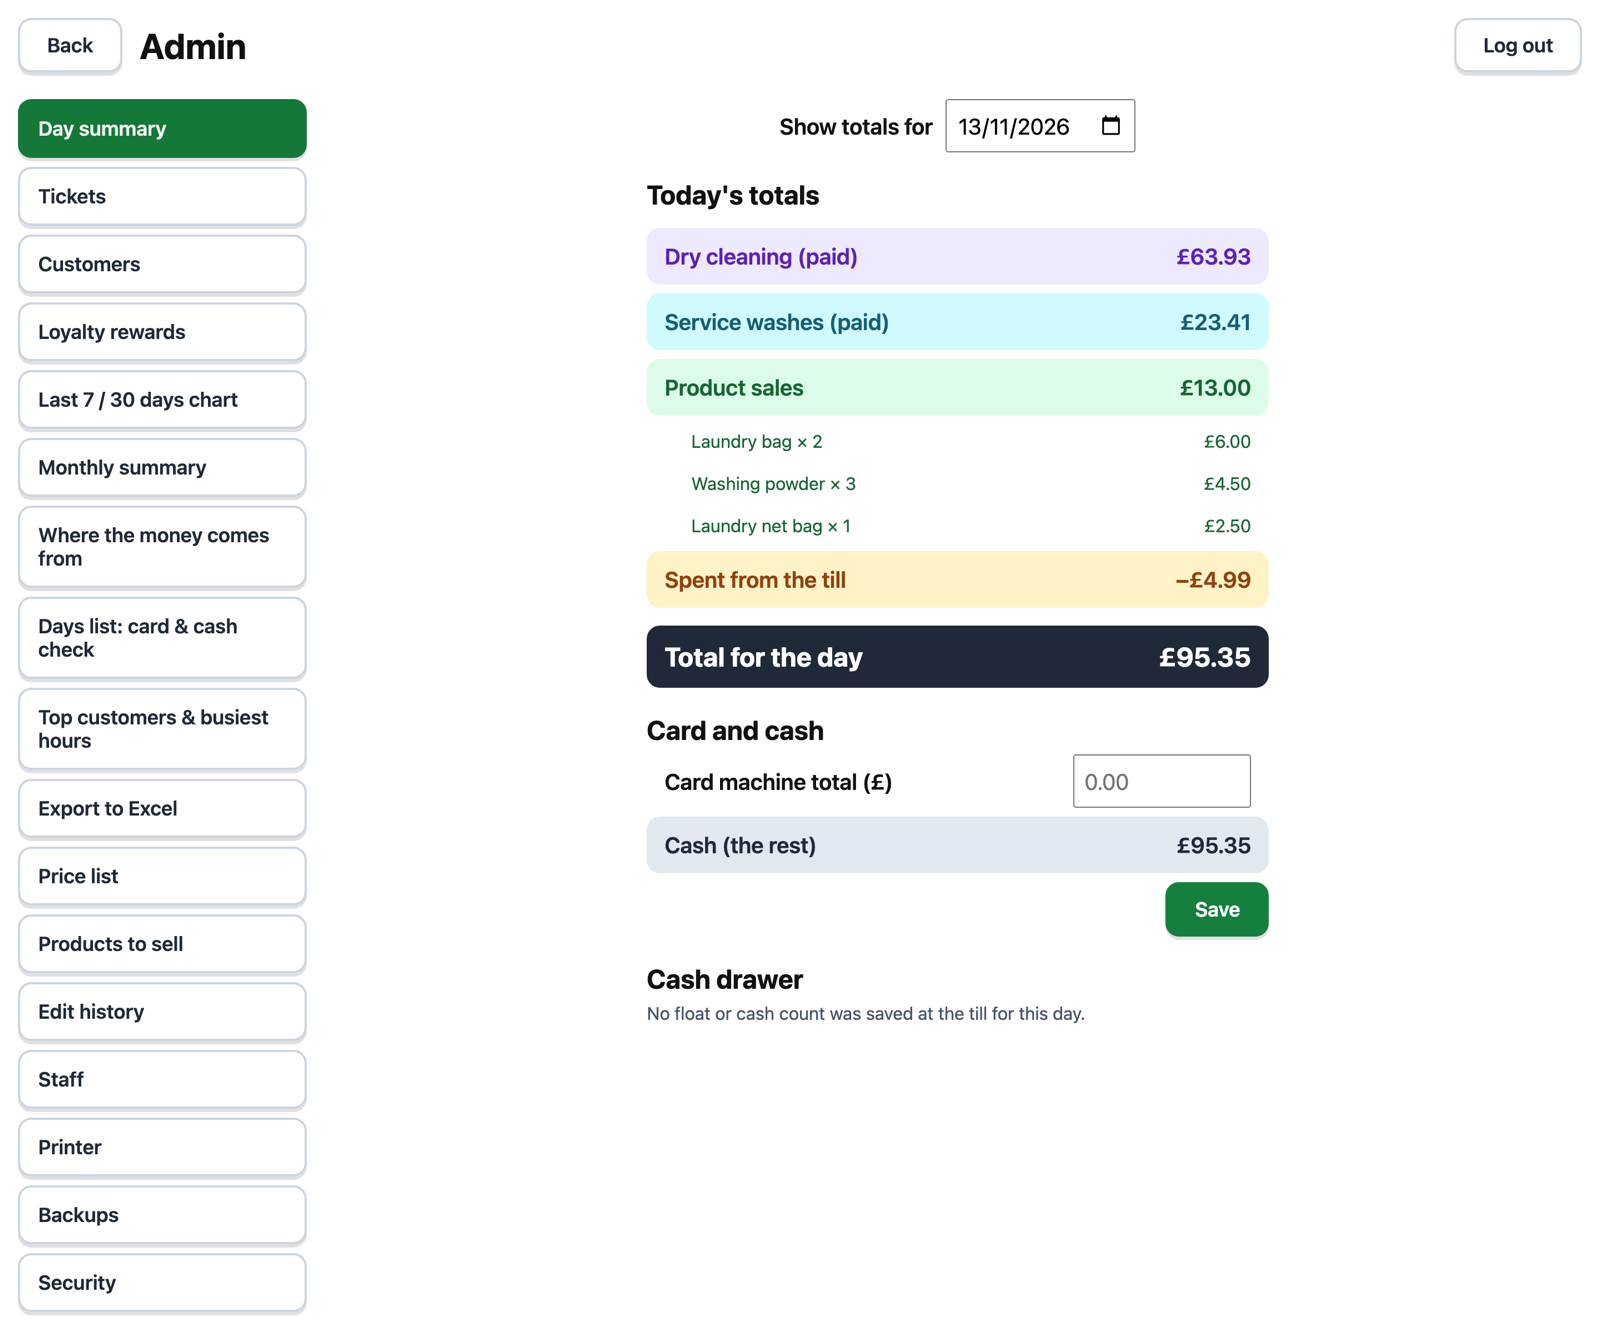 Back
Admin
Log out
Day summary
Tickets
Customers
Loyalty rewards
Last 7 / 30 days chart
Monthly summary
Where the money comes
from
Days list: card & cash
check
Top customers & busiest
hours
Export to Excel
Price list
Products to sell
Edit history
Staff
Printer
Backups
Security
Show totals for 13/11/2026
Today's totals
Dry cleaning (paid) £63.93
Service washes (paid) £23.41
Product sales £13.00
Laundry bag × 2 £6.00
Washing powder × 3 £4.50
Laundry net bag × 1 £2.50
Spent from the till −£4.99
Total for the day £95.35
Card and cash
Card machine total (£) 0.00
Cash (the rest) £95.35
Save
Cash drawer
No float or cash count was saved at the till for this day.